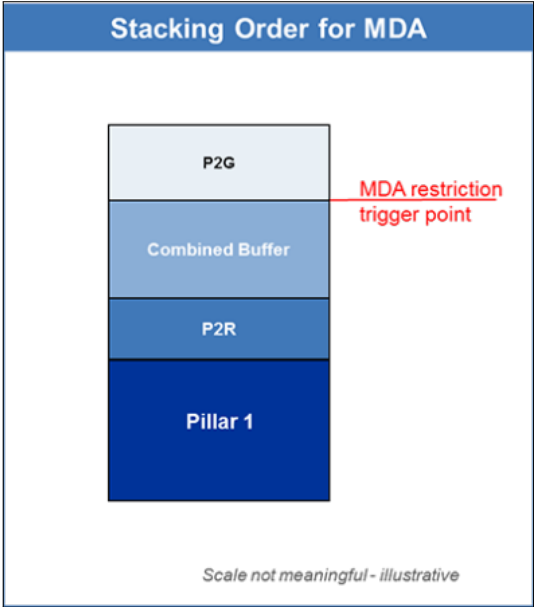 Stacking Order for MDA
P2G
MDA restriction
trigger point
Combined Buffer
P2R
Pillar 1
Scale not meaningful - illustrative